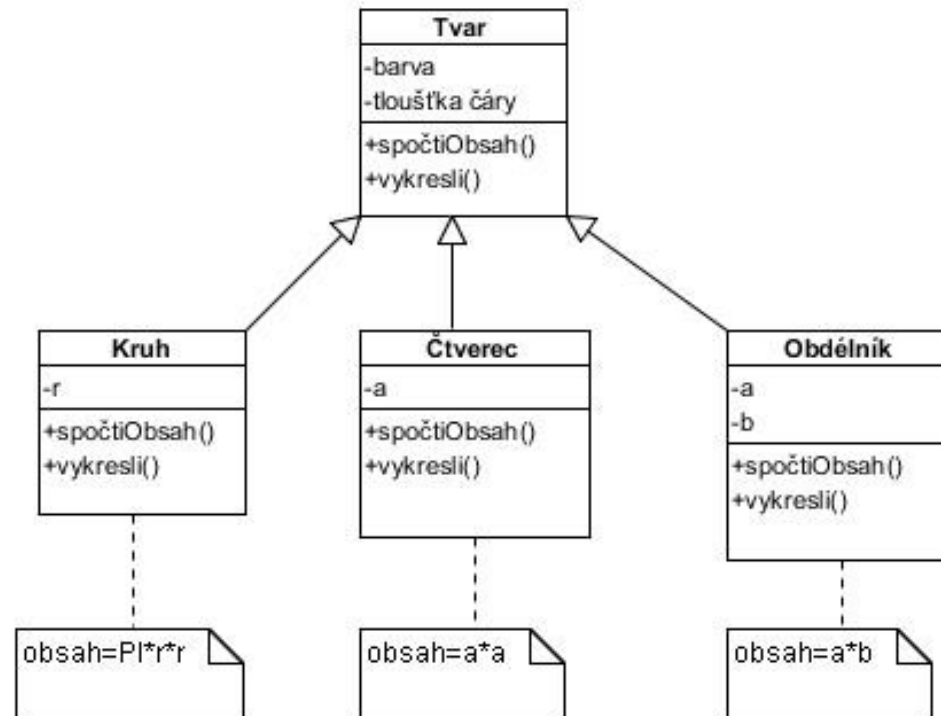 Tvar
-barva
-tloušťka čáry
+spočtiObsah()
+vykresli()
Kruh
-r
+spočtiObsah()
+vykresli()
Čtverec
-a
+spočtiObsah()
+vykresli()
Obdélník
-a
-b
+spočtiObsah()
+vykresli()
obsah=PI*r*r
obsah=a*a
obsah=a*b